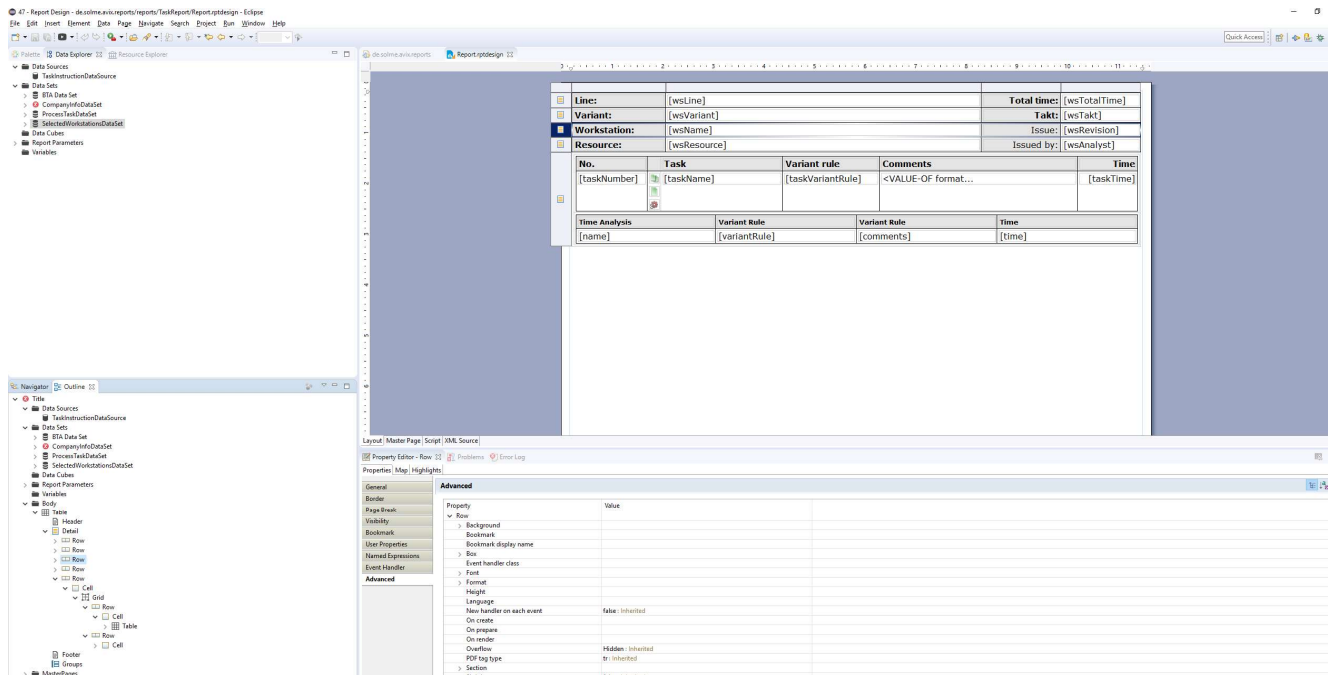 47 - Report Design - de.solme.avix.reports/reports/TaskReport/Report.rptdesign - Eclipse
File Edit Insert Element Data Page Navigate Search Project Run Window Help
Quick Access
Palette Data Explorer Resource Explorer
Data Sources
TaskInstructionDataSource
Data Sets
BTA Data Set
CompanyInfoDataSet
ProcessTaskDataSet
SelectedWorkstationsDataSet
Data Cubes
Report Parameters
Variables
de.solme.avix.reports Report.rptdesign
Line: [wsLine] Total time: [wsTotalTime]
Variant: [wsVariant] Takt: [wsTakt]
Workstation: [wsName] Issue: [wsRevision]
Resource: [wsResource] Issued by: [wsAnalyst]
No. Task Variant rule Comments Time
[taskNumber] [taskName] [taskVariantRule] <VALUE-OF format... [taskTime]
Time Analysis Variant Rule Variant Rule Time
[name] [variantRule] [comments] [time]
Layout Master Page Script XML Source
Navigator Outline
Title
Data Sources
TaskInstructionDataSource
Data Sets
BTA Data Set
CompanyInfoDataSet
ProcessTaskDataSet
SelectedWorkstationsDataSet
Data Cubes
Report Parameters
Variables
Body
Table
Header
Detail
Row
Row
Row
Row
Row
Cell
Grid
Row
Cell
Table
Row
Cell
Footer
Groups
MasterPages
Property Editor - Row Problems Error Log
Properties Map Highlights
General
Border
Page Break
Visibility
Bookmark
User Properties
Named Expressions
Event Handler
Advanced
Advanced
Property Value
Row
Background
Bookmark
Bookmark display name
Box
Event handler class
Font
Format
Height
Language
New handler on each event false : Inherited
On create
On prepare
On render
Overflow Hidden : Inherited
PDF tag type tr : Inherited
Section